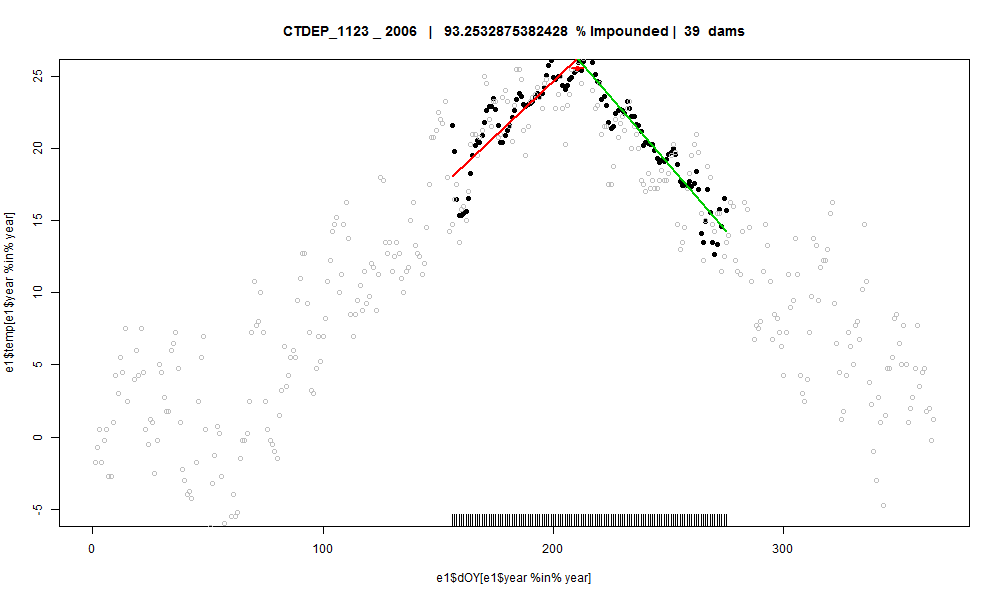 CTDEP_1123 _ 2006 | 93.2532875382428 % Impounded | 39 dams
e1$temp[e1$year %in% year]
25
20
15
10
5
0
-5
0 100 200 300
e1$dOY[e1$year %in% year]